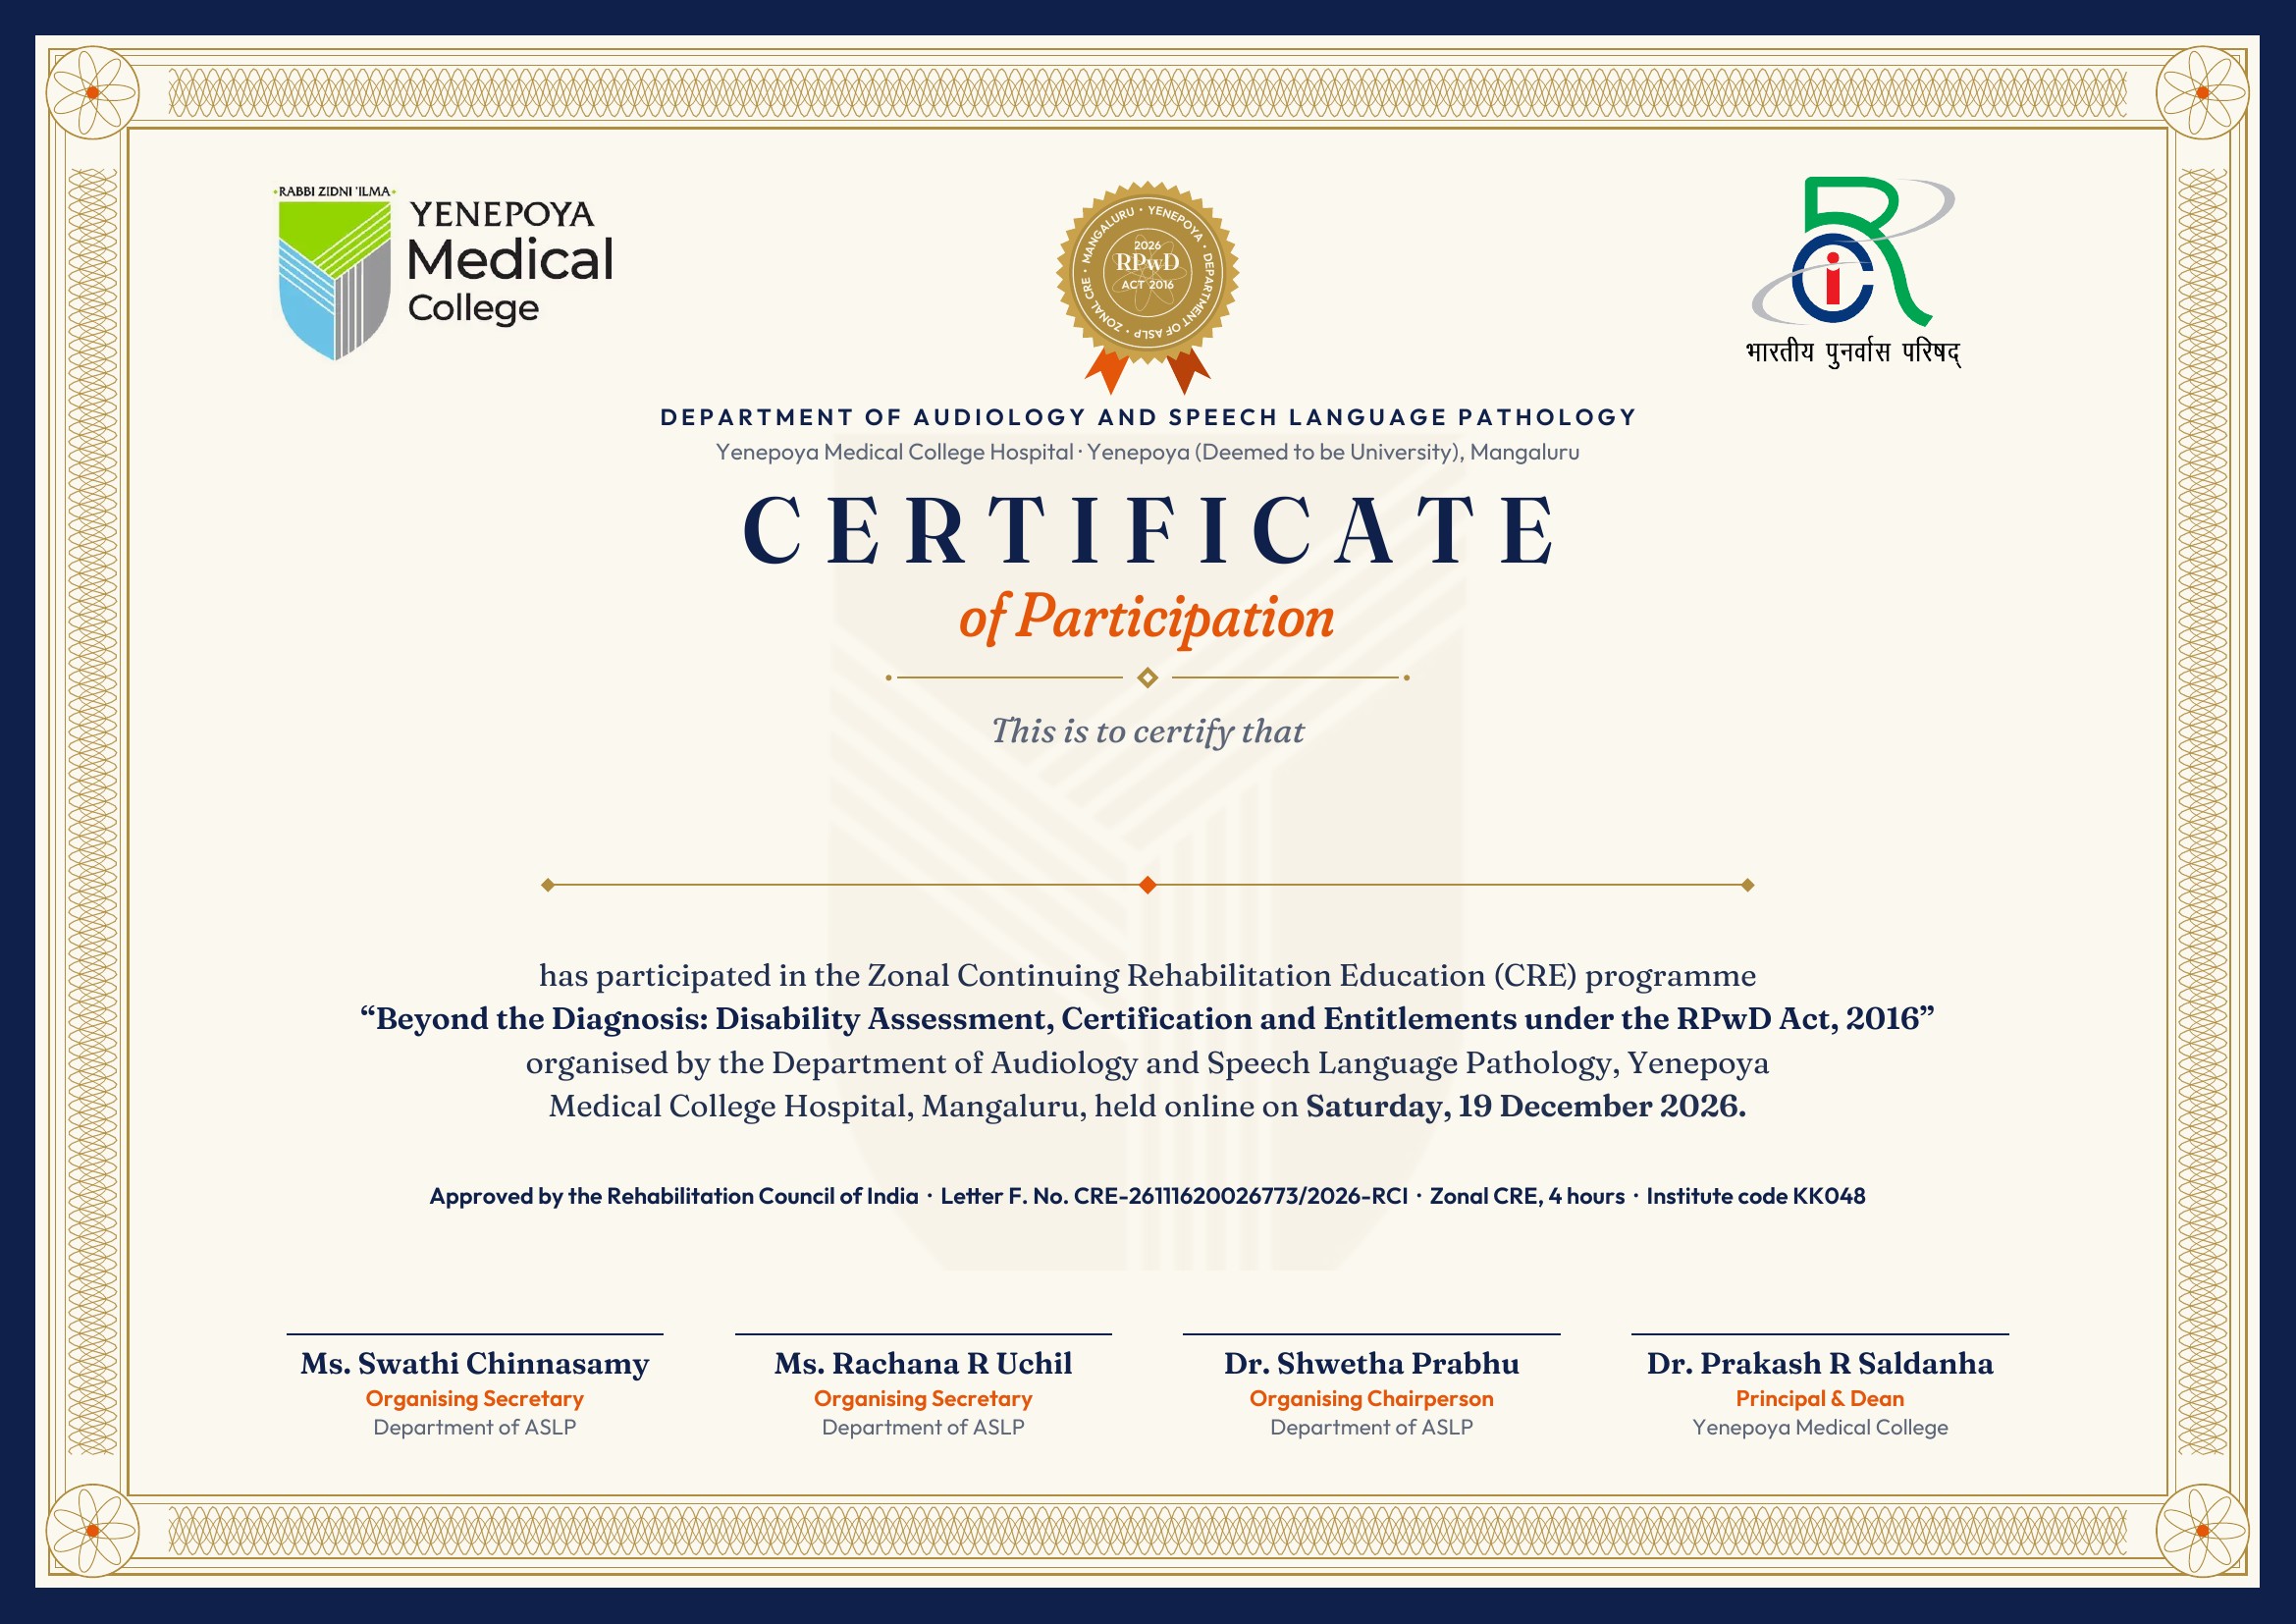 RABBI ZIDNI 'ILMA
YENEPOYA
Medical
College
MANGALURU • YENEPOYA • DEPARTMENT OF ASLP • ZONAL CRE •
2026
RPwD
ACT 2016
भारतीय पुनर्वास परिषद्
DEPARTMENT OF AUDIOLOGY AND SPEECH LANGUAGE PATHOLOGY
Yenepoya Medical College Hospital · Yenepoya (Deemed to be University), Mangaluru
CERTIFICATE
of Participation
This is to certify that
has participated in the Zonal Continuing Rehabilitation Education (CRE) programme
“Beyond the Diagnosis: Disability Assessment, Certification and Entitlements under the RPwD Act, 2016”
organised by the Department of Audiology and Speech Language Pathology, Yenepoya
Medical College Hospital, Mangaluru, held online on Saturday, 19 December 2026.
Approved by the Rehabilitation Council of India · Letter F. No. CRE-26111620026773/2026-RCI · Zonal CRE, 4 hours · Institute code KK048
Ms. Swathi Chinnasamy
Organising Secretary
Department of ASLP
Ms. Rachana R Uchil
Organising Secretary
Department of ASLP
Dr. Shwetha Prabhu
Organising Chairperson
Department of ASLP
Dr. Prakash R Saldanha
Principal & Dean
Yenepoya Medical College